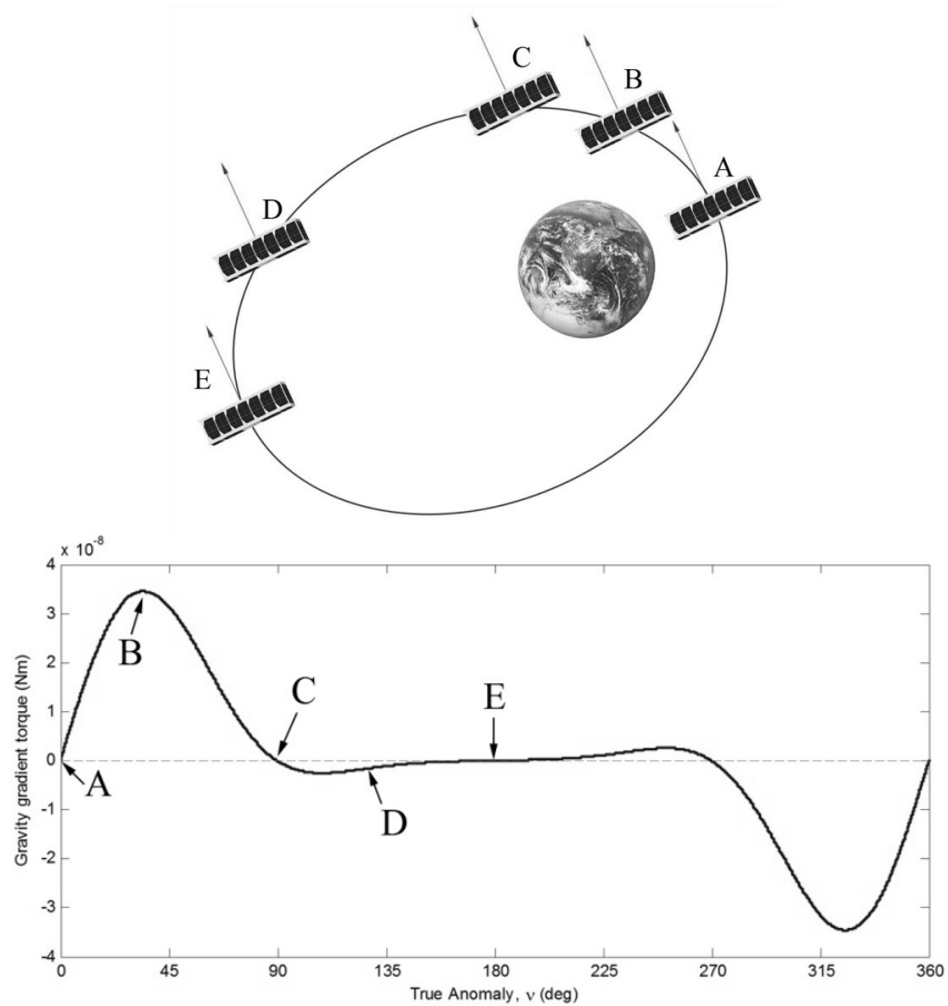 C
B
A
D
E
x 10⁻⁸
4
3
2
1
0
-1
-2
-3
-4
Gravity gradient torque (Nm)
B
C
E
A
D
0 45 90 135 180 225 270 315 360
True Anomaly, ν (deg)